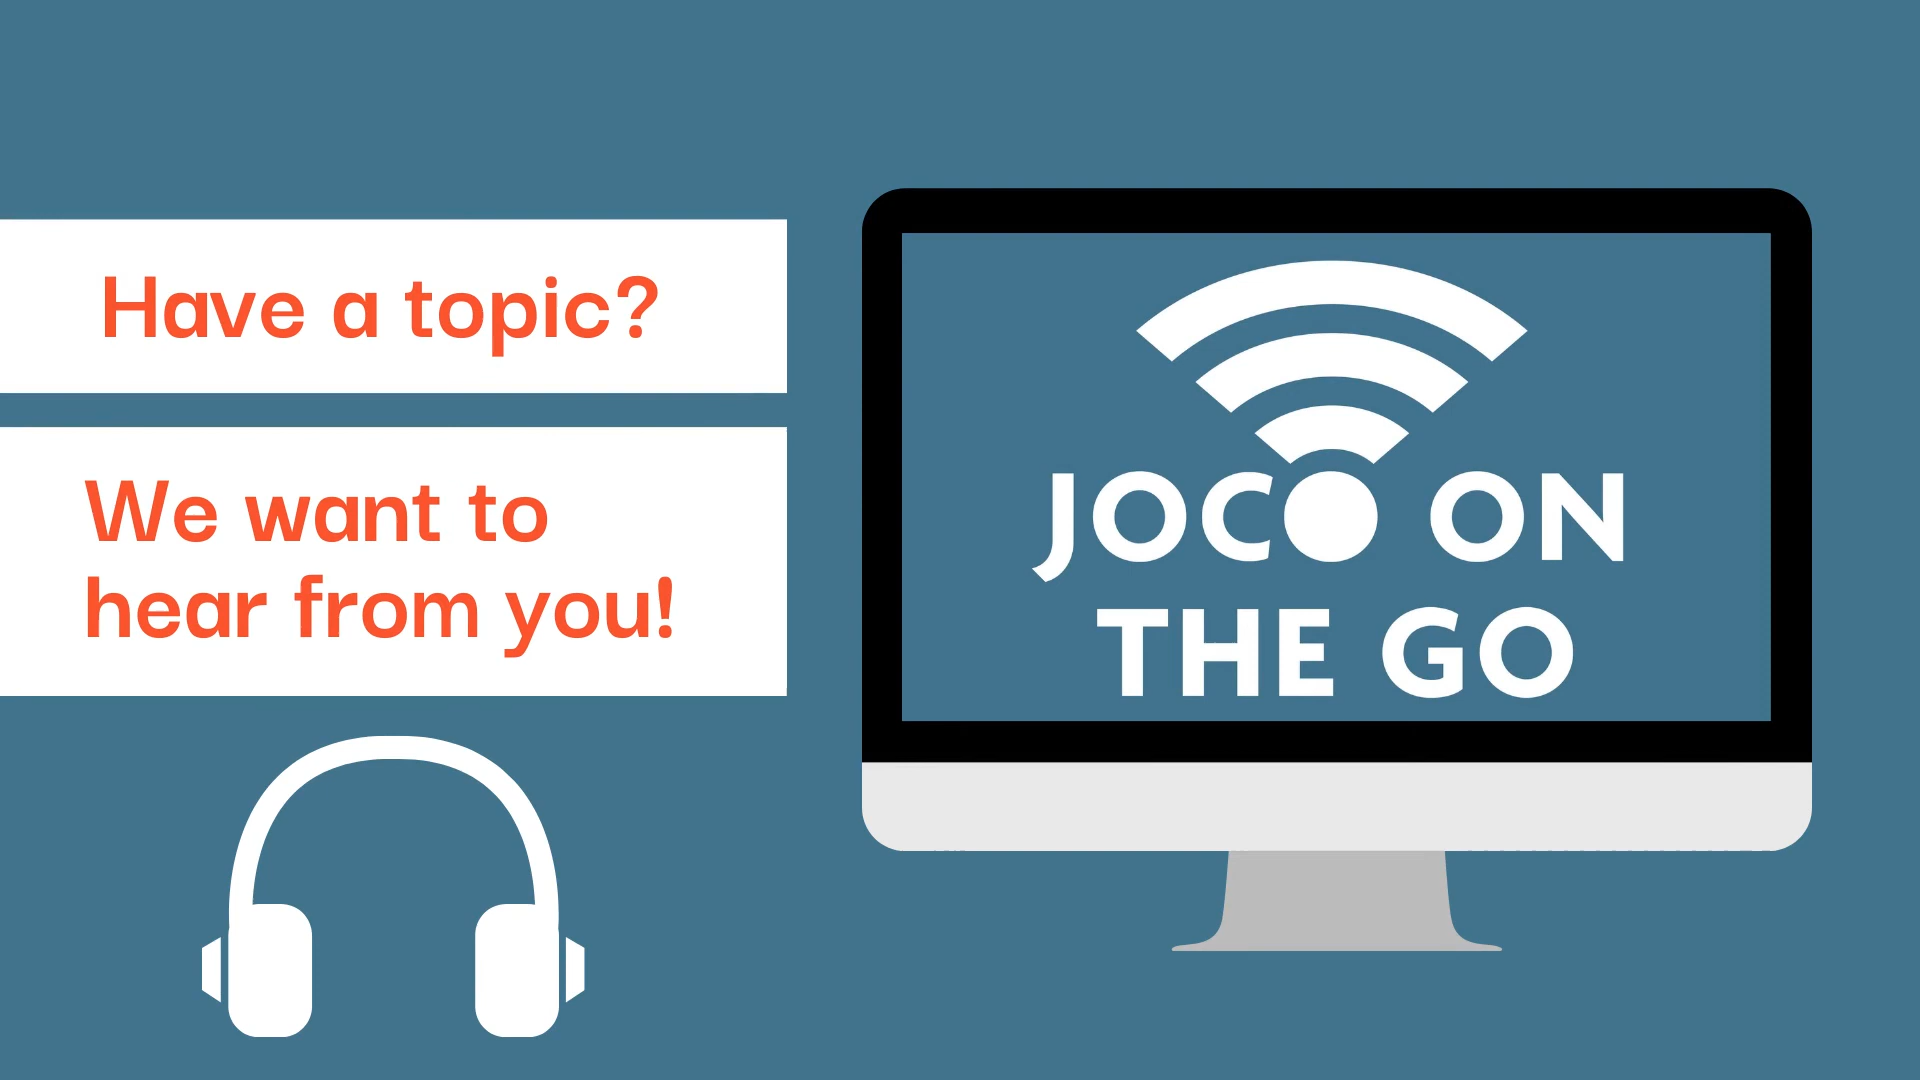 Have a topic?
We want to
hear from you!
JOCO ON
THE GO